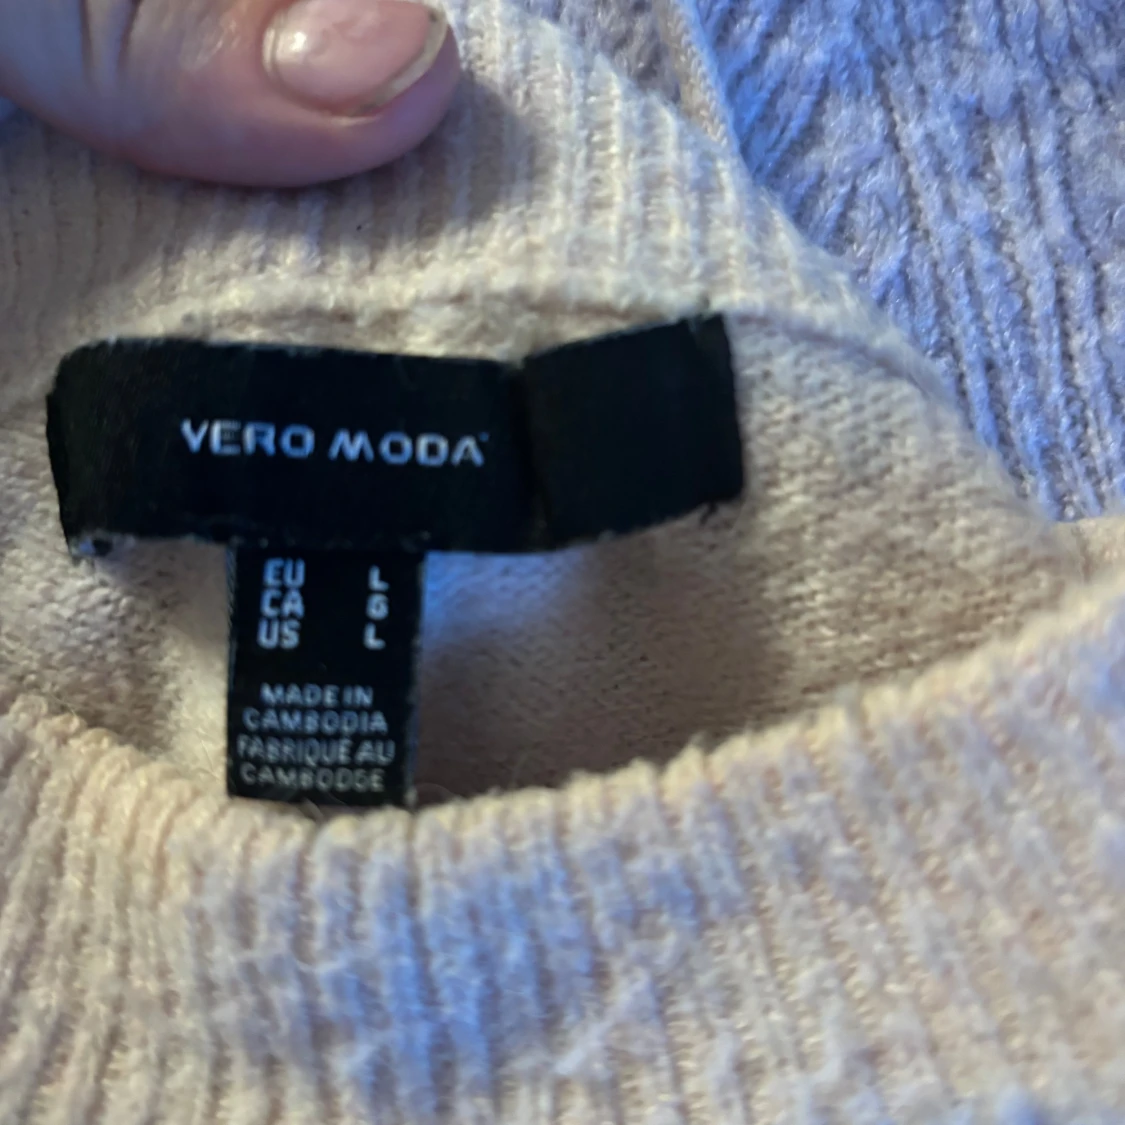 VERO MODA
EU L
CA G
US L
MADE IN
CAMBODIA
FABRIQUÉ AU
CAMBODGE